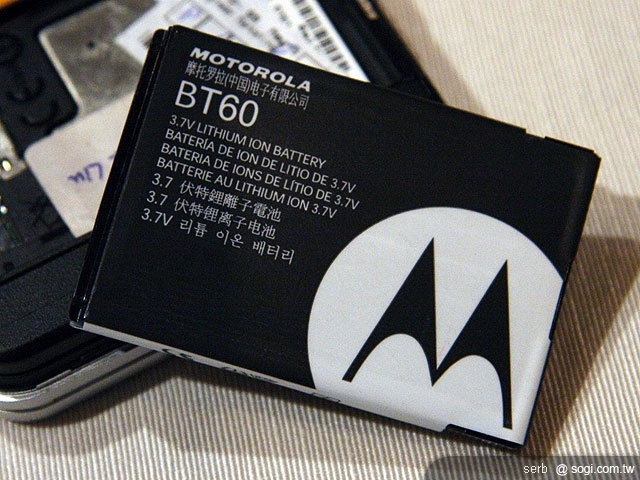 MOTOROLA
摩托罗拉(中国)电子有限公司
BT60
3.7V LITHIUM ION BATTERY
BATERÍA DE ION DE LITIO DE 3.7V
BATERIA DE IONS DE LÍTIO DE 3.7V
BATTERIE AU LITHIUM ION 3.7V
3.7 伏特鋰離子電池
3.7 伏特锂离子电池
3.7V 리튬 이온 배터리
serb @ sogi.com.tw